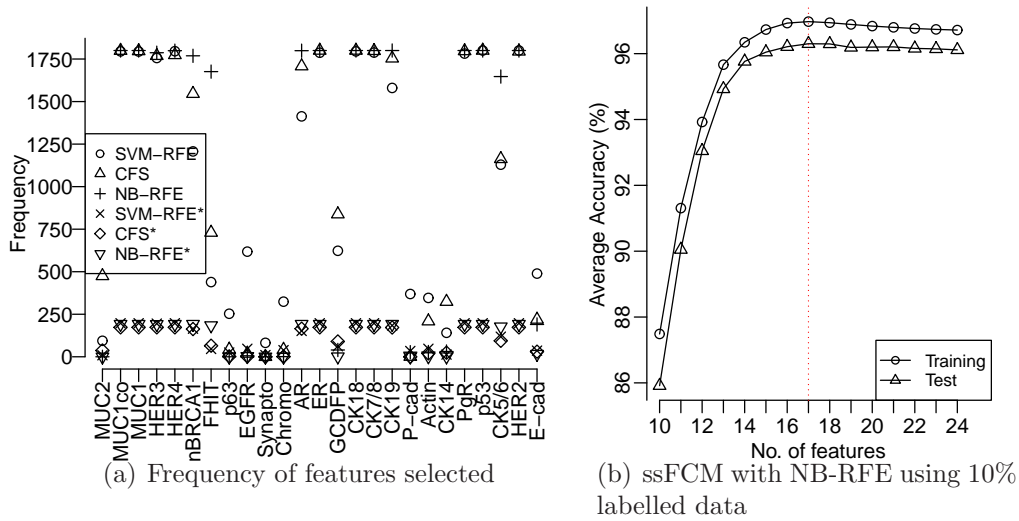 Frequency
1750
1500
1250
1000
750
500
250
0
SVM−RFE
CFS
NB−RFE
SVM−RFE*
CFS*
NB−RFE*
MUC2
MUC1co
MUC1
HER3
HER4
nBRCA1
FHIT
p63
EGFR
Synapto
Chromo
AR
ER
GCDFP
CK18
CK7/8
CK19
P−cad
Actin
CK14
PgR
p53
CK5/6
HER2
E−cad
(a) Frequency of features selected
Average Accuracy (%)
96
94
92
90
88
86
Training
Test
10 12 14 16 18 20 22 24
No. of features
(b) ssFCM with NB-RFE using 10%
labelled data